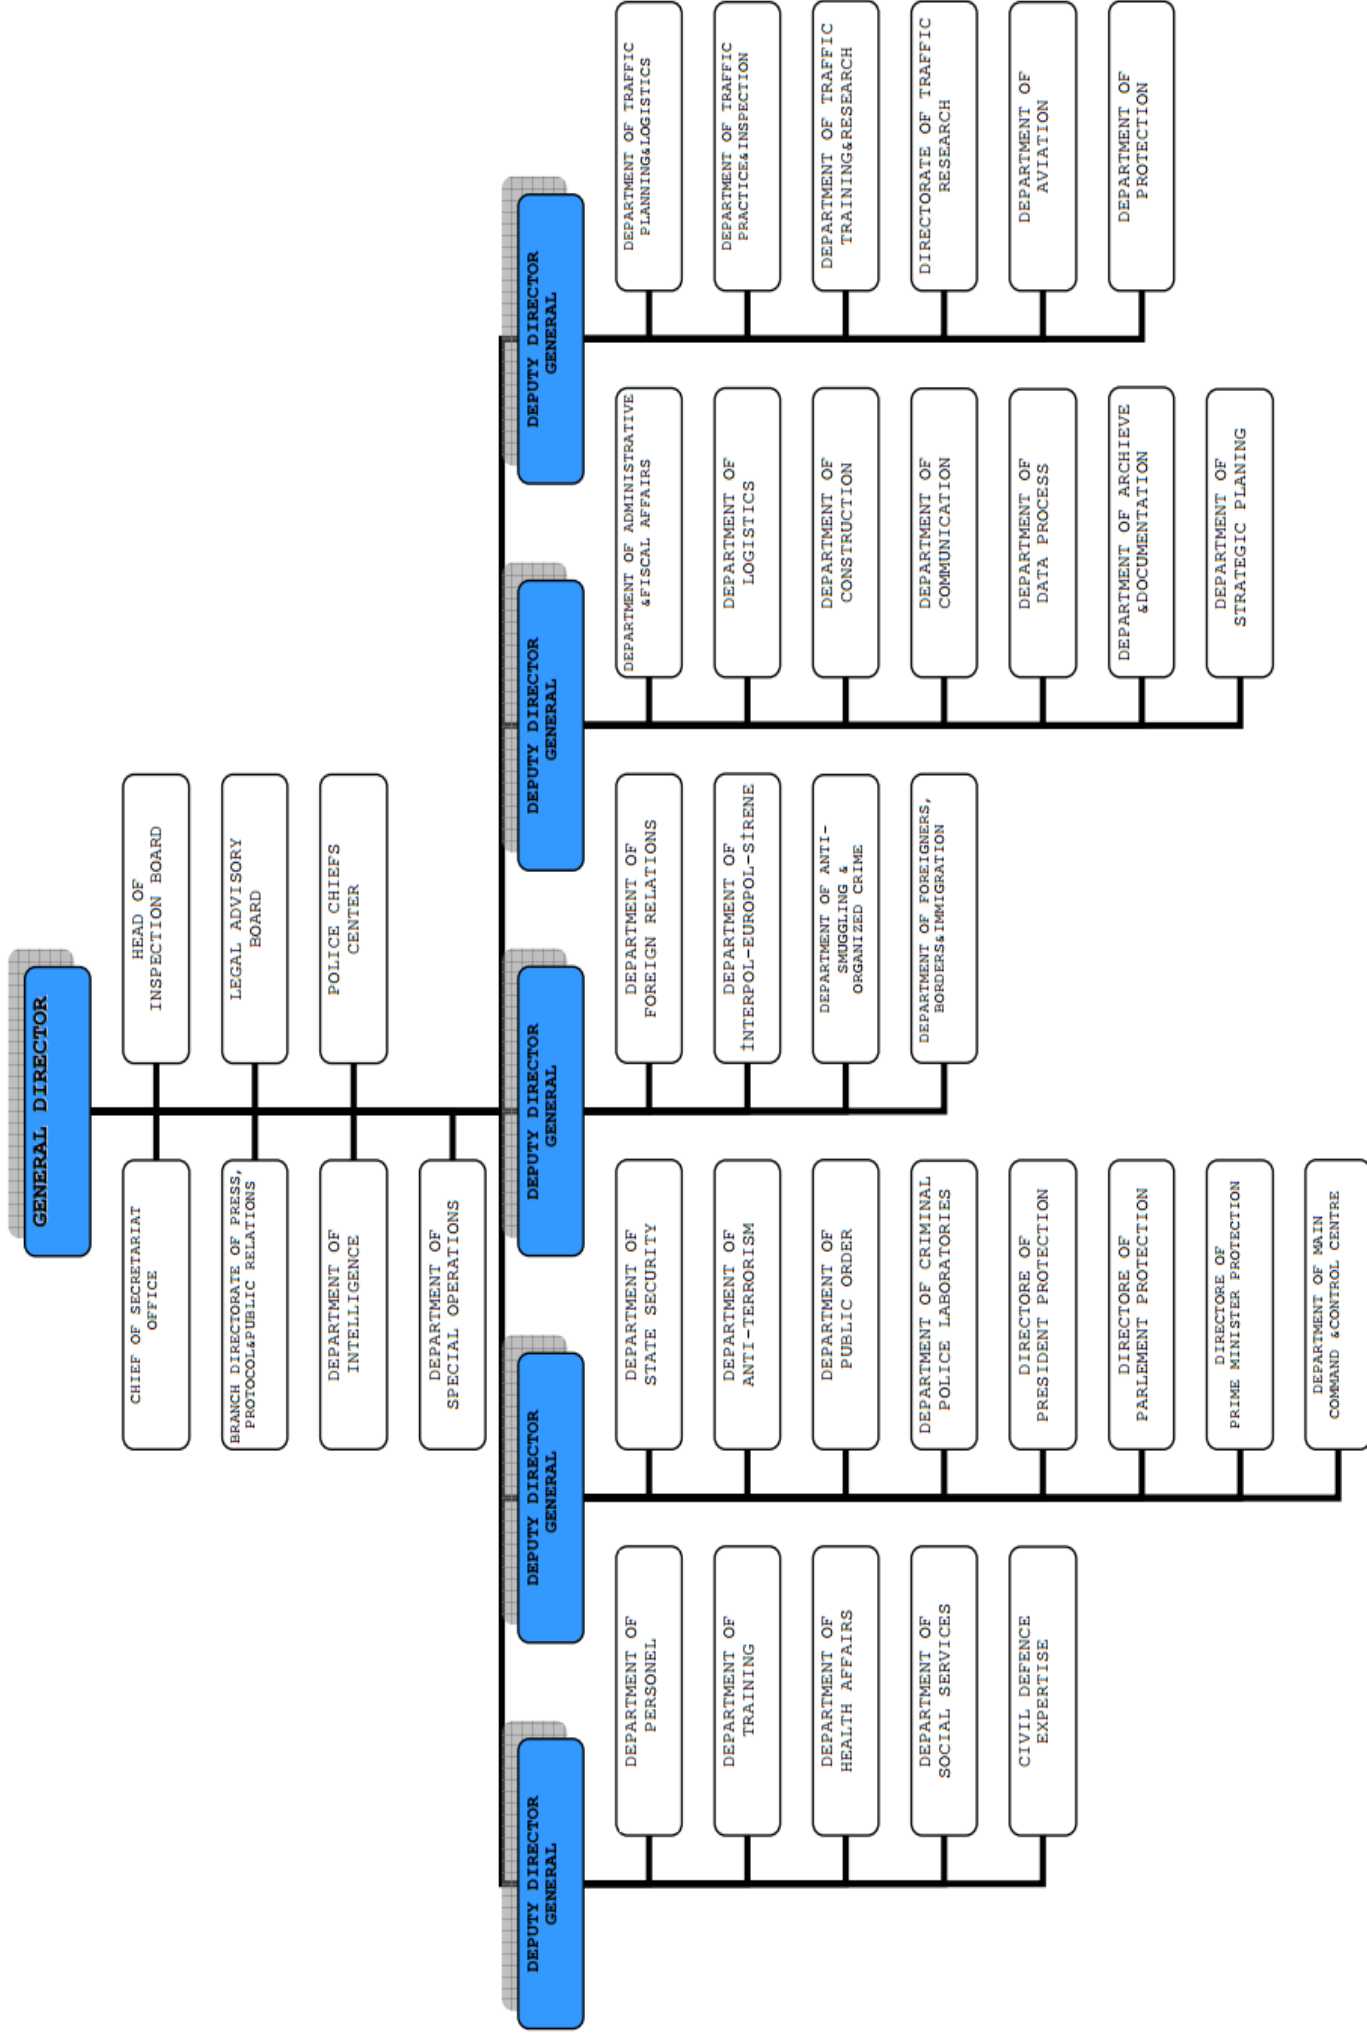 GENERAL DIRECTOR
CHIEF OF SECRETARIAT
OFFICE
HEAD OF
INSPECTION BOARD
BRANCH DIRECTORATE OF PRESS,
PROTOCOL&PUBLIC RELATIONS
LEGAL ADVISORY
BOARD
DEPARTMENT OF
INTELLIGENCE
POLICE CHIEFS
CENTER
DEPARTMENT OF
SPECIAL OPERATIONS
DEPUTY DIRECTOR
GENERAL
DEPARTMENT OF
PERSONEL
DEPARTMENT OF
TRAINING
DEPARTMENT OF
HEALTH AFFAIRS
DEPARTMENT OF
SOCIAL SERVICES
CIVIL DEFENCE
EXPERTISE
DEPUTY DIRECTOR
GENERAL
DEPARTMENT OF
STATE SECURITY
DEPARTMENT OF
ANTI-TERRORISM
DEPARTMENT OF
PUBLIC ORDER
DEPARTMENT OF CRIMINAL
POLICE LABORATORIES
DIRECTORE OF
PRESIDENT PROTECTION
DIRECTORE OF
PARLEMENT PROTECTION
DIRECTORE OF
PRIME MINISTER PROTECTION
DEPARTMENT OF MAIN
COMMAND &CONTROL CENTRE
DEPUTY DIRECTOR
GENERAL
DEPARTMENT OF
FOREIGN RELATIONS
DEPARTMENT OF
İNTERPOL-EUROPOL-SİRENE
DEPARTMENT OF ANTI-
SMUGGLING &
ORGANIZED CRIME
DEPARTMENT OF FOREIGNERS,
BORDERS&IMMIGRATION
DEPUTY DIRECTOR
GENERAL
DEPARTMENT OF ADMINISTRATIVE
&FISCAL AFFAIRS
DEPARTMENT OF
LOGISTICS
DEPARTMENT OF
CONSTRUCTION
DEPARTMENT OF
COMMUNICATION
DEPARTMENT OF
DATA PROCESS
DEPARTMENT OF ARCHIEVE
&DOCUMENTATION
DEPARTMENT OF
STRATEGIC PLANING
DEPUTY DIRECTOR
GENERAL
DEPARTMENT OF TRAFFIC
PLANNING&LOGISTICS
DEPARTMENT OF TRAFFIC
PRACTICE&INSPECTION
DEPARTMENT OF TRAFFIC
TRAINING&RESEARCH
DIRECTORATE OF TRAFFIC
RESEARCH
DEPARTMENT OF
AVIATION
DEPARTMENT OF
PROTECTION